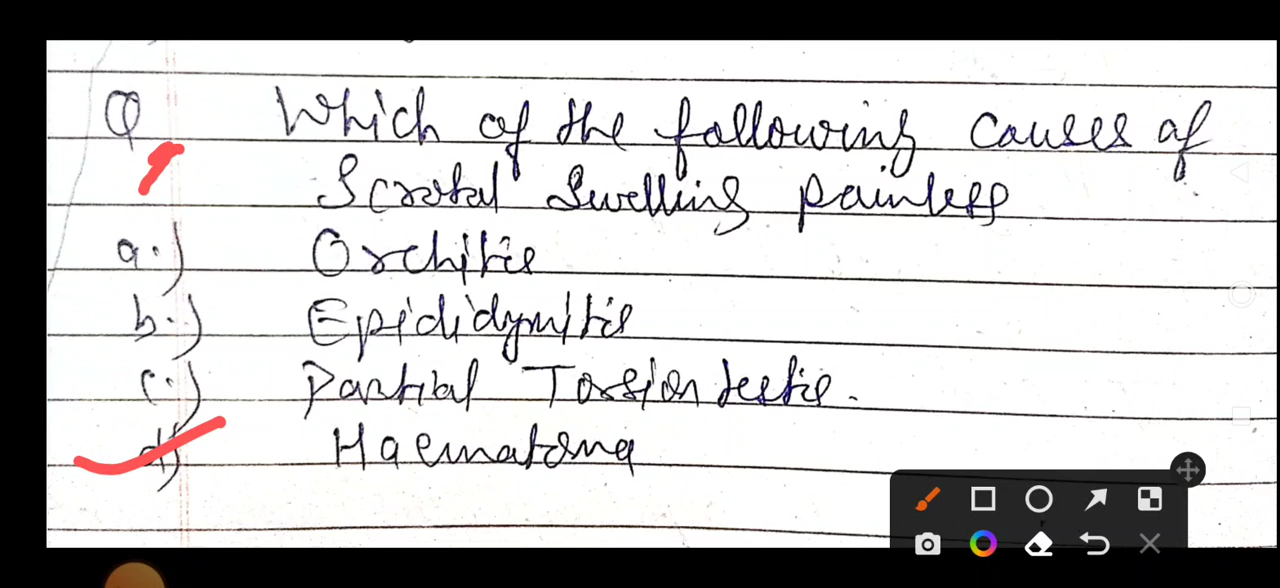 Q Which of the following causes of
Scrotal Swelling painless
a.) Orchitis
b.) Epididymitis
c.) Partial Torsion testis.
d) Haematoma